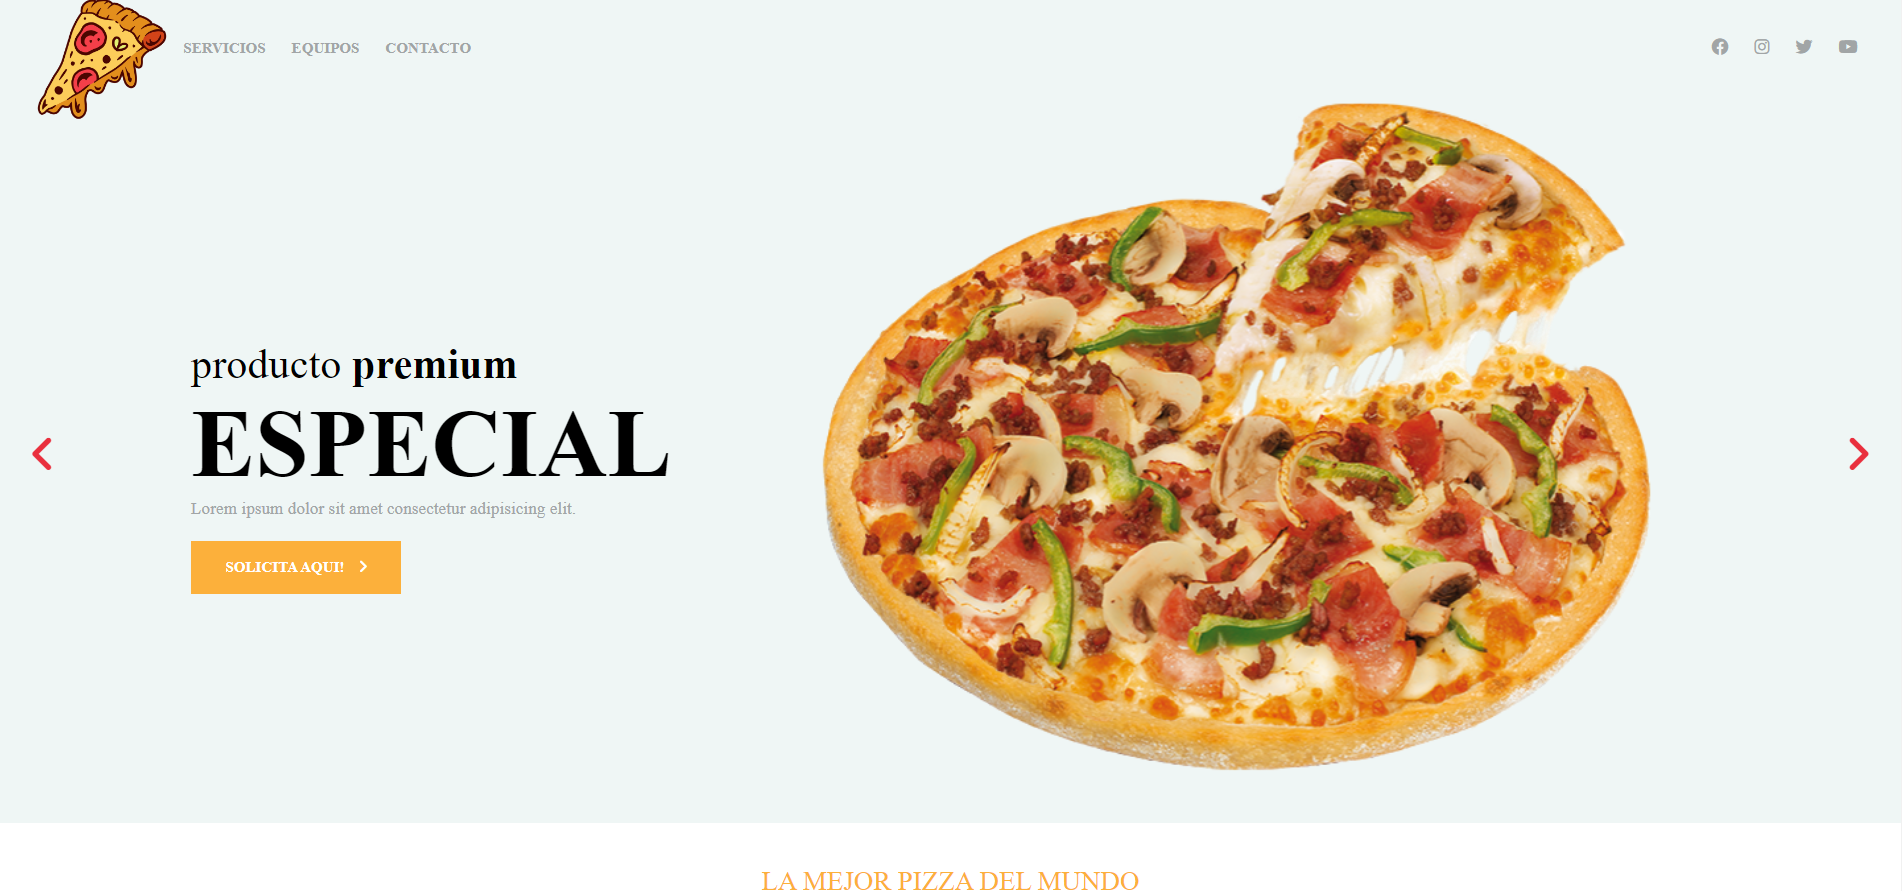 SERVICIOS EQUIPOS CONTACTO
producto premium
ESPECIAL
Lorem ipsum dolor sit amet consectetur adipisicing elit.
SOLICITA AQUI!
LA MEJOR PIZZA DEL MUNDO